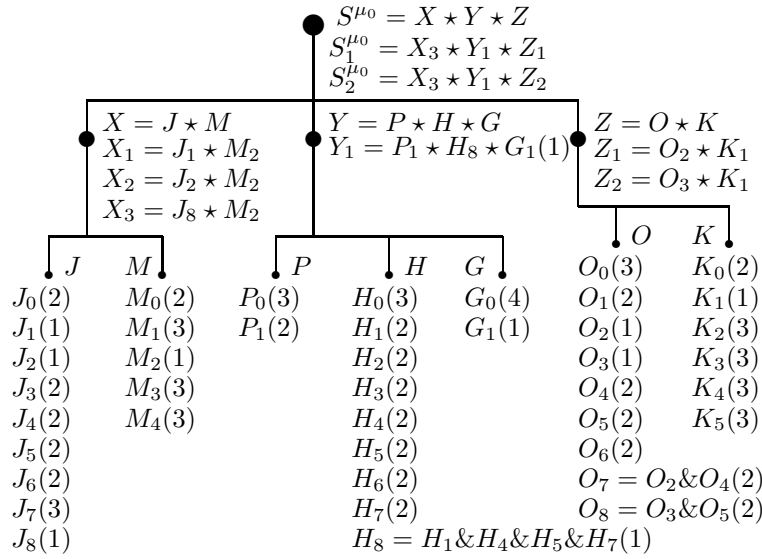 S^{μ_0} = X ⋆ Y ⋆ Z
S_1^{μ_0} = X_3 ⋆ Y_1 ⋆ Z_1
S_2^{μ_0} = X_3 ⋆ Y_1 ⋆ Z_2
X = J ⋆ M
X_1 = J_1 ⋆ M_2
X_2 = J_2 ⋆ M_2
X_3 = J_8 ⋆ M_2
Y = P ⋆ H ⋆ G
Y_1 = P_1 ⋆ H_8 ⋆ G_1(1)
Z = O ⋆ K
Z_1 = O_2 ⋆ K_1
Z_2 = O_3 ⋆ K_1
J
J_0(2)
J_1(1)
J_2(1)
J_3(2)
J_4(2)
J_5(2)
J_6(2)
J_7(3)
J_8(1)
M
M_0(2)
M_1(3)
M_2(1)
M_3(3)
M_4(3)
P
P_0(3)
P_1(2)
H
H_0(3)
H_1(2)
H_2(2)
H_3(2)
H_4(2)
H_5(2)
H_6(2)
H_7(2)
H_8 = H_1&H_4&H_5&H_7(1)
G
G_0(4)
G_1(1)
O
O_0(3)
O_1(2)
O_2(1)
O_3(1)
O_4(2)
O_5(2)
O_6(2)
O_7 = O_2&O_4(2)
O_8 = O_3&O_5(2)
K
K_0(2)
K_1(1)
K_2(3)
K_3(3)
K_4(3)
K_5(3)